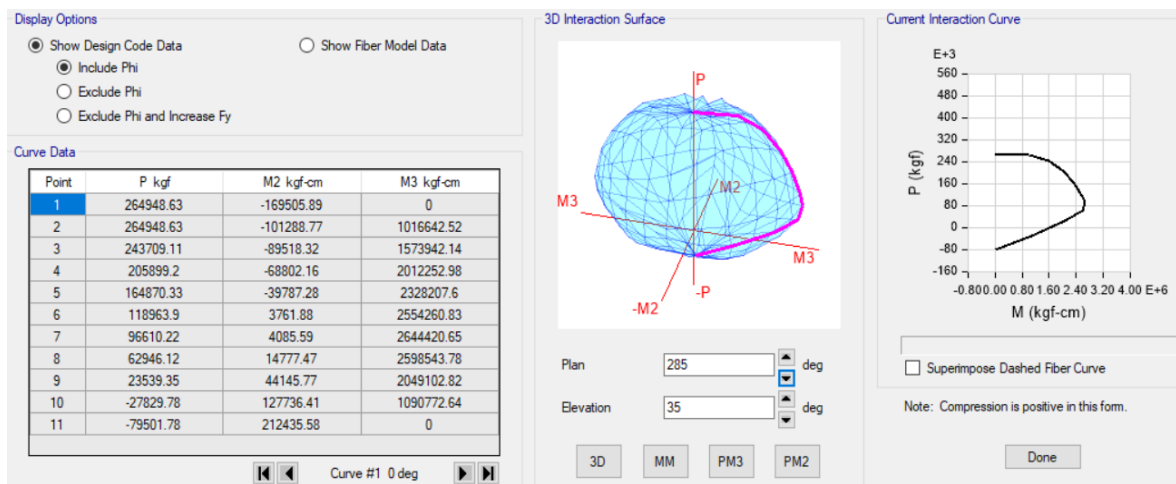 Display Options
Show Design Code Data
Show Fiber Model Data
Include Phi
Exclude Phi
Exclude Phi and Increase Fy
Curve Data
Point P kgf M2 kgf-cm M3 kgf-cm
1 264948.63 -169505.89 0
2 264948.63 -101288.77 1016642.52
3 243709.11 -89518.32 1573942.14
4 205899.2 -68802.16 2012252.98
5 164870.33 -39787.28 2328207.6
6 118963.9 3761.88 2554260.83
7 96610.22 4085.59 2644420.65
8 62946.12 14777.47 2598543.78
9 23539.35 44145.77 2049102.82
10 -27829.78 127736.41 1090772.64
11 -79501.78 212435.58 0
Curve #1 0 deg
3D Interaction Surface
P
M2
M3
M3
-P
-M2
Plan 285 deg
Elevation 35 deg
3D MM PM3 PM2
Current Interaction Curve
E+3
560
480
400
320
240
160
80
0
-80
-160
P (kgf)
-0.80 0.00 0.80 1.60 2.40 3.20 4.00 E+6
M (kgf-cm)
Superimpose Dashed Fiber Curve
Note: Compression is positive in this form.
Done